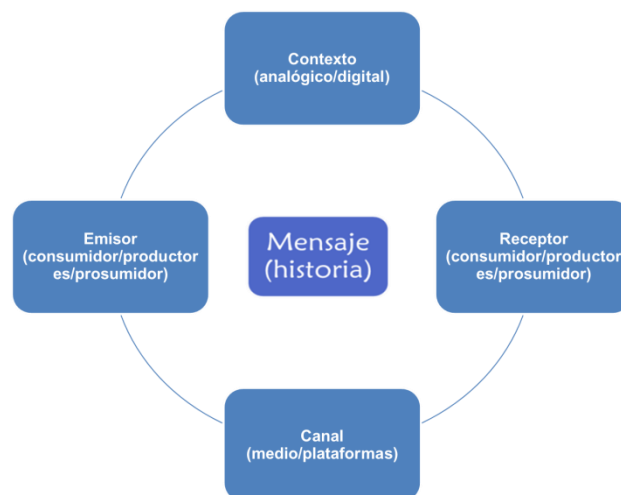 Contexto
(analógico/digital)
Emisor
(consumidor/productor
es/prosumidor)
Mensaje
(historia)
Receptor
(consumidor/productor
es/prosumidor)
Canal
(medio/plataformas)